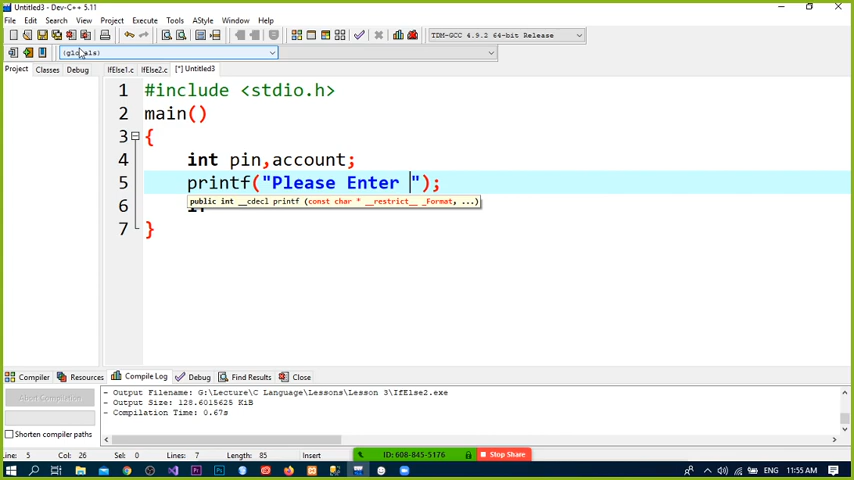 Untitled3 - Dev-C++ 5.11
File Edit Search View Project Execute Tools AStyle Window Help
TDM-GCC 4.9.2 64-bit Release
(globals)
Project Classes Debug IfElse1.c IfElse2.c [*] Untitled3
1 #include <stdio.h>
2 main()
3 {
4 int pin,account;
5 printf("Please Enter ");
public int __cdecl printf (const char * __restrict__ _Format, ...)
6 if
7 }
Compiler Resources Compile Log Debug Find Results Close
Abort Compilation
- Output Filename: G:\Lecture\C Language\Lessons\Lesson 3\IfElse2.exe
- Output Size: 128.6015625 KiB
- Compilation Time: 0.67s
Shorten compiler paths
Line: 5 Col: 26 Sel: 0 Lines: 7 Length: 85 Insert
ID: 608-845-5176 Stop Share
ENG 11:55 AM